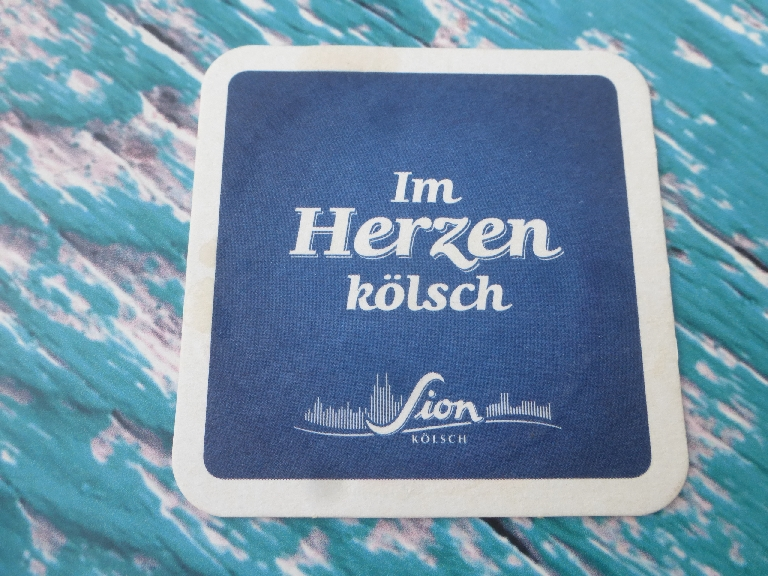 Im
Herzen
kölsch
Sion
KÖLSCH